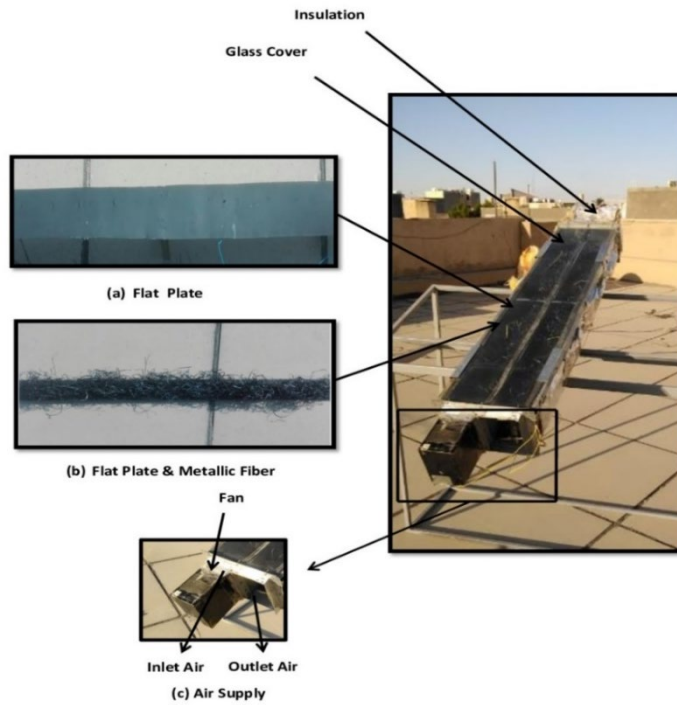 Insulation
Glass Cover
(a) Flat Plate
(b) Flat Plate & Metallic Fiber
Fan
Inlet Air
Outlet Air
(c) Air Supply